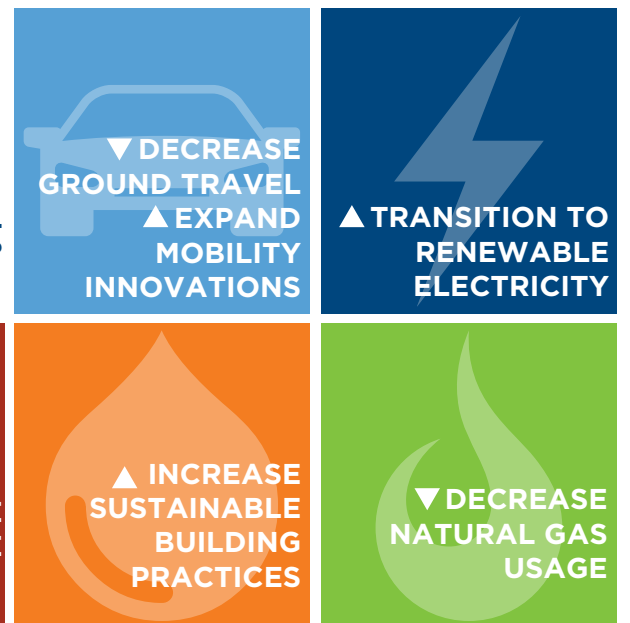 ▼ DECREASE
GROUND TRAVEL
▲ EXPAND
MOBILITY
INNOVATIONS
▲ TRANSITION TO
RENEWABLE
ELECTRICITY
▲ INCREASE
SUSTAINABLE
BUILDING
PRACTICES
▼ DECREASE
NATURAL GAS
USAGE